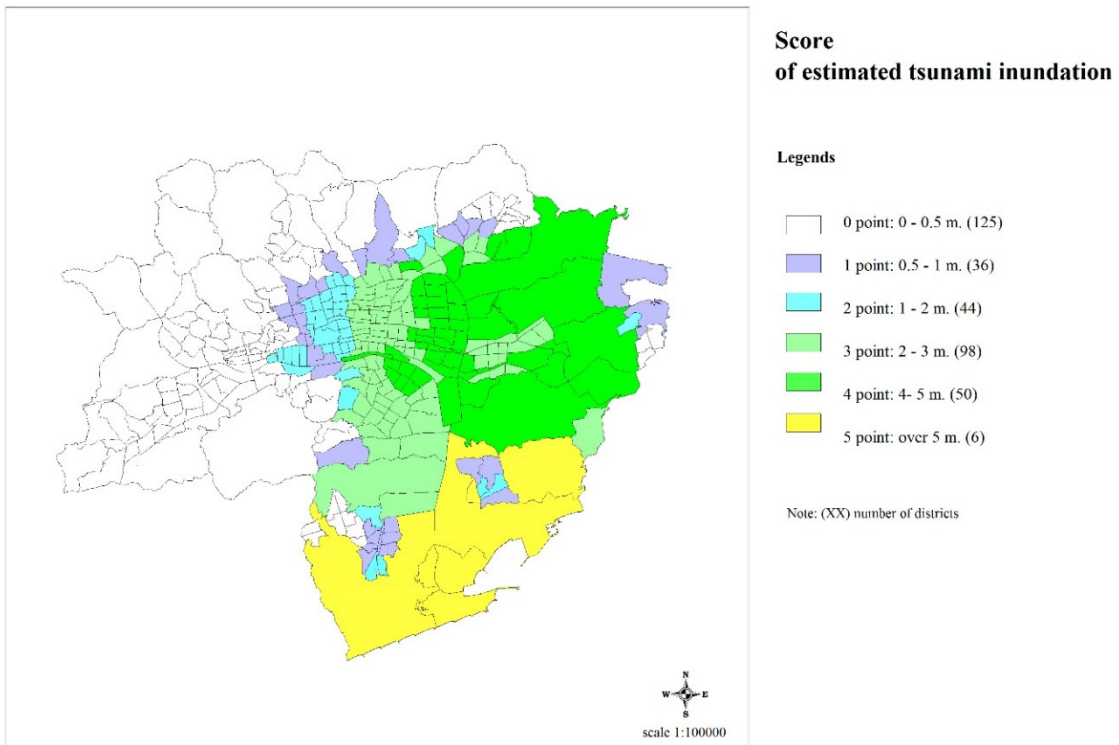 Score
of estimated tsunami inundation
Legends
0 point: 0 - 0.5 m. (125)
1 point: 0.5 - 1 m. (36)
2 point: 1 - 2 m. (44)
3 point: 2 - 3 m. (98)
4 point: 4- 5 m. (50)
5 point: over 5 m. (6)
Note: (XX) number of districts
N
W E
S
scale 1:100000